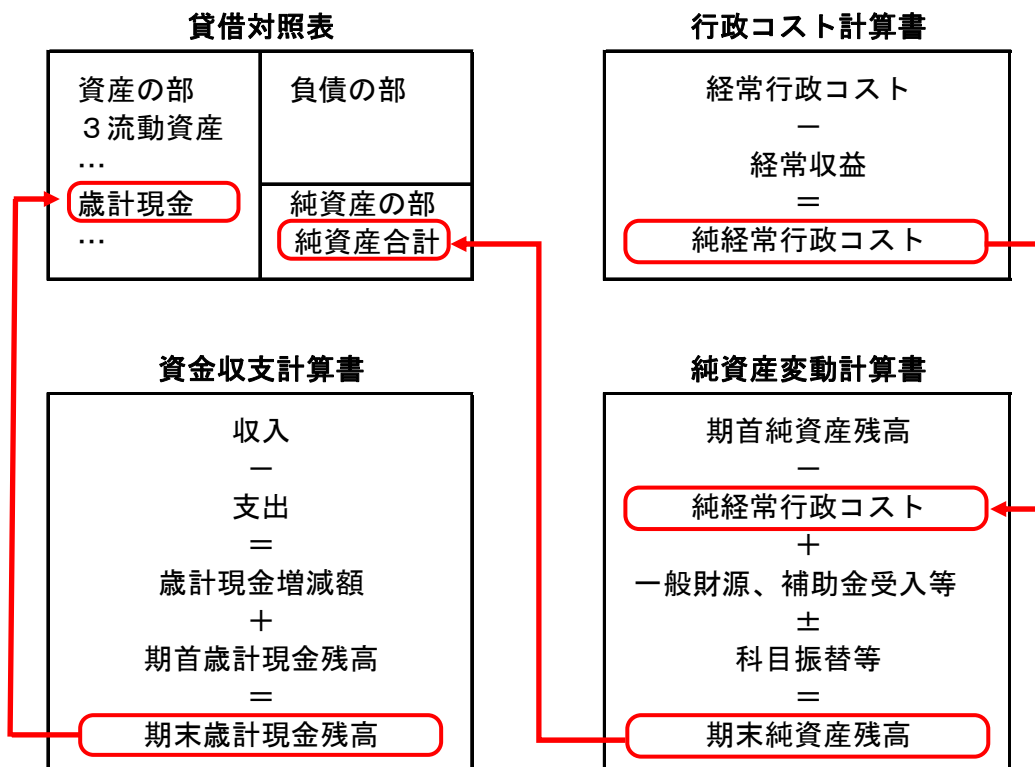 貸借対照表
資産の部
３流動資産
…
歳計現金
…
負債の部
純資産の部
純資産合計
行政コスト計算書
経常行政コスト
－
経常収益
＝
純経常行政コスト
資金収支計算書
収入
－
支出
＝
歳計現金増減額
＋
期首歳計現金残高
＝
期末歳計現金残高
純資産変動計算書
期首純資産残高
－
純経常行政コスト
＋
一般財源、補助金受入等
±
科目振替等
＝
期末純資産残高